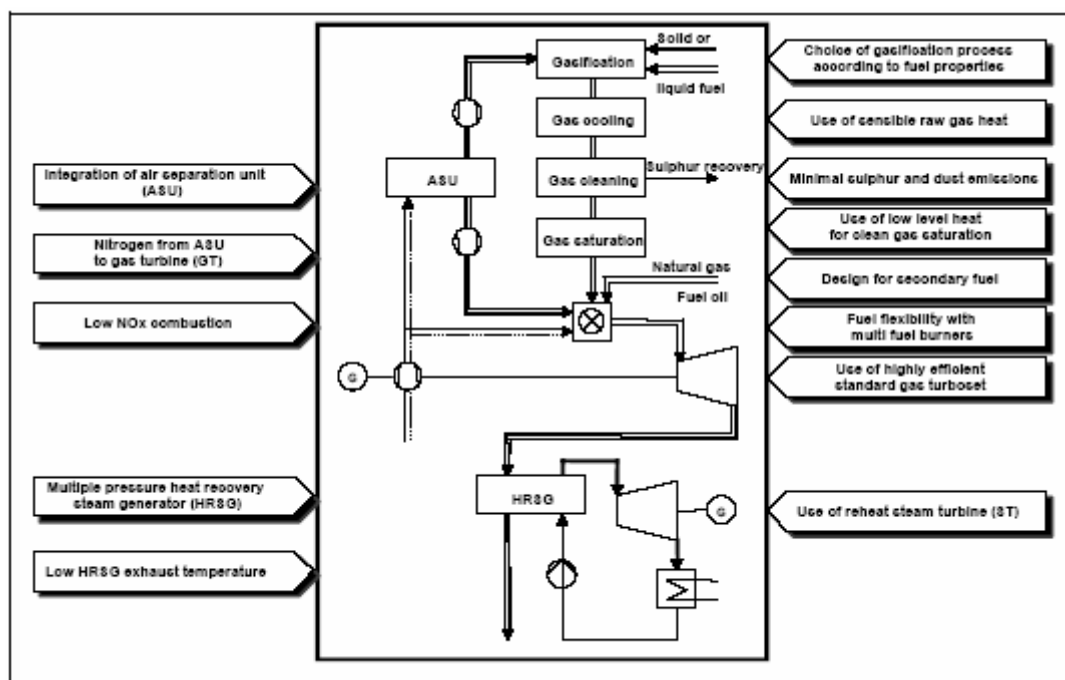 Integration of air separation unit
(ASU)
Nitrogen from ASU
to gas turbine (GT)
Low NOx combustion
Multiple pressure heat recovery
steam generator (HRSG)
Low HRSG exhaust temperature
Solid or
Gasification
liquid fuel
Gas cooling
ASU
Gas cleaning
Sulphur recovery
Gas saturation
Natural gas
Fuel oil
G
HRSG
G
Choice of gasification process
according to fuel properties
Use of sensible raw gas heat
Minimal sulphur and dust emissions
Use of low level heat
for clean gas saturation
Design for secondary fuel
Fuel flexibility with
multi fuel burners
Use of highly efficient
standard gas turboset
Use of reheat steam turbine (ST)